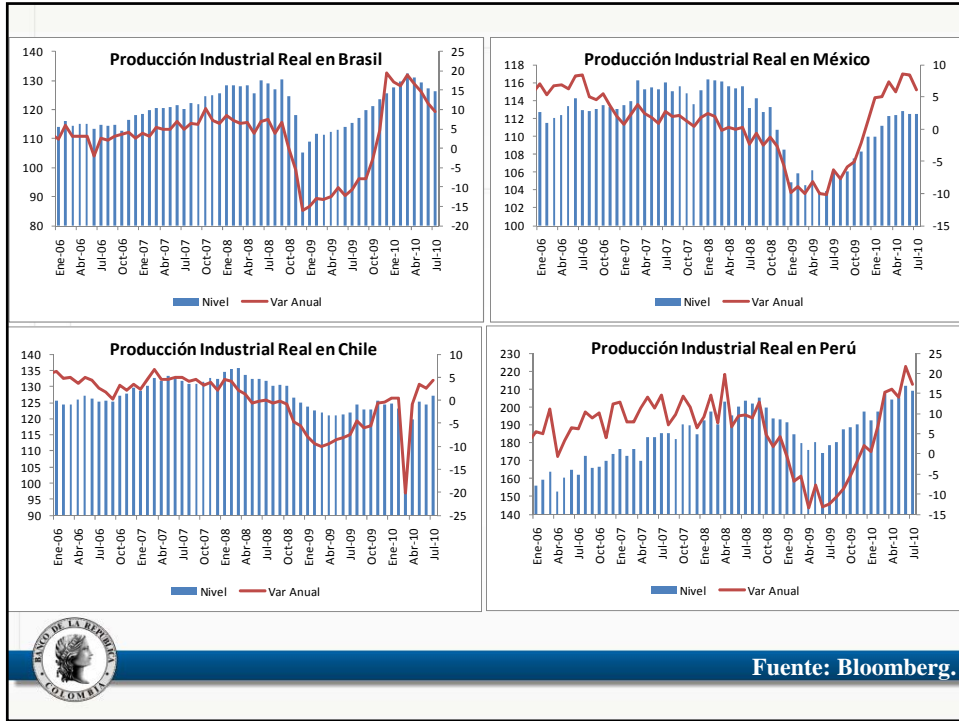 Producción Industrial Real en Brasil
140
130
120
110
100
90
80
25
20
15
10
5
0
-5
-10
-15
-20
Ene-06
Abr-06
Jul-06
Oct-06
Ene-07
Abr-07
Jul-07
Oct-07
Ene-08
Abr-08
Jul-08
Oct-08
Ene-09
Abr-09
Jul-09
Oct-09
Ene-10
Abr-10
Jul-10
Nivel
Var Anual
Producción Industrial Real en México
118
116
114
112
110
108
106
104
102
100
10
5
0
-5
-10
-15
Ene-06
Abr-06
Jul-06
Oct-06
Ene-07
Abr-07
Jul-07
Oct-07
Ene-08
Abr-08
Jul-08
Oct-08
Ene-09
Abr-09
Jul-09
Oct-09
Ene-10
Abr-10
Jul-10
Nivel
Var Anual
Producción Industrial Real en Chile
140
135
130
125
120
115
110
105
100
95
90
10
5
0
-5
-10
-15
-20
-25
Ene-06
Abr-06
Jul-06
Oct-06
Ene-07
Abr-07
Jul-07
Oct-07
Ene-08
Abr-08
Jul-08
Oct-08
Ene-09
Abr-09
Jul-09
Oct-09
Ene-10
Abr-10
Jul-10
Nivel
Var Anual
Producción Industrial Real en Perú
230
220
210
200
190
180
170
160
150
140
25
20
15
10
5
0
-5
-10
-15
Ene-06
Abr-06
Jul-06
Oct-06
Ene-07
Abr-07
Jul-07
Oct-07
Ene-08
Abr-08
Jul-08
Oct-08
Ene-09
Abr-09
Jul-09
Oct-09
Ene-10
Abr-10
Jul-10
Nivel
Var Anual
BANCO DE LA REPUBLICA
COLOMBIA
Fuente: Bloomberg.